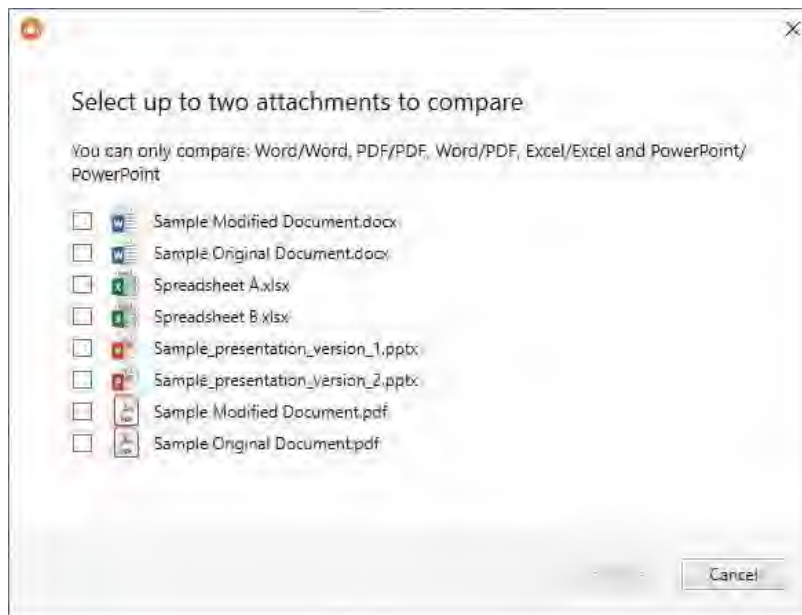 Select up to two attachments to compare
You can only compare: Word/Word, PDF/PDF, Word/PDF, Excel/Excel and PowerPoint/
PowerPoint
Sample Modified Document.docx
Sample Original Document.docx
Spreadsheet A.xlsx
Spreadsheet B.xlsx
Sample_presentation_version_1.pptx
Sample_presentation_version_2.pptx
Sample Modified Document.pdf
Sample Original Document.pdf
Cancel